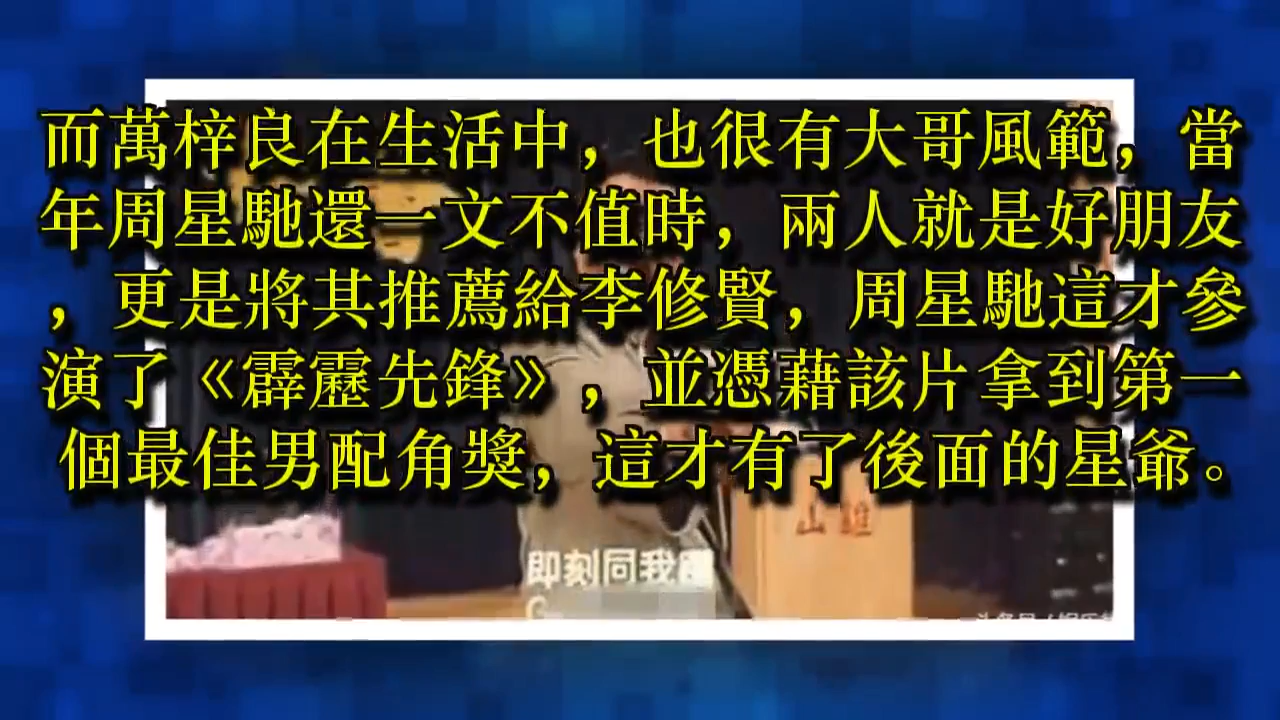 而萬梓良在生活中，也很有大哥風範，當
年周星馳還一文不值時，兩人就是好朋友
，更是將其推薦給李修賢，周星馳這才參
演了《霹靂先鋒》，並憑藉該片拿到第一
個最佳男配角獎，這才有了後面的星爺。
山雞
即刻同我